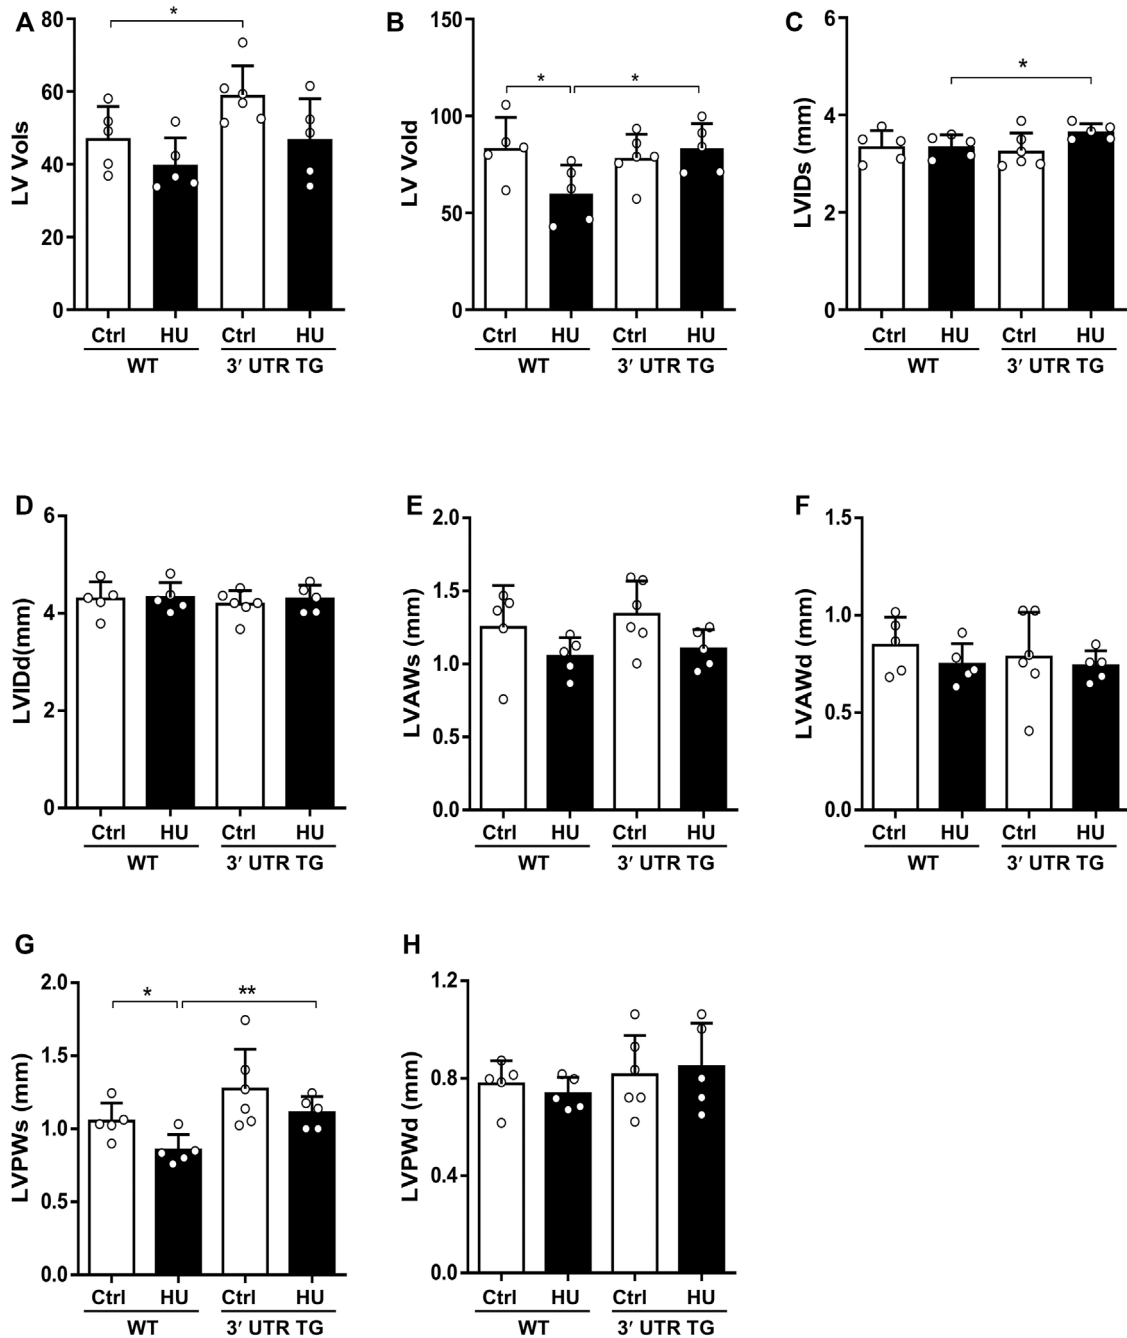 A
LV Vols
80
60
40
20
0
*
Ctrl HU Ctrl HU
WT 3′ UTR TG
B
LV Vold
150
100
50
0
* *
Ctrl HU Ctrl HU
WT 3′ UTR TG
C
LVIDs (mm)
6
4
2
0
*
Ctrl HU Ctrl HU
WT 3′ UTR TG
D
LVIDd(mm)
6
4
2
0
Ctrl HU Ctrl HU
WT 3′ UTR TG
E
LVAWs (mm)
2.0
1.5
1.0
0.5
0.0
Ctrl HU Ctrl HU
WT 3′ UTR TG
F
LVAWd (mm)
1.5
1.0
0.5
0.0
Ctrl HU Ctrl HU
WT 3′ UTR TG
G
LVPWs (mm)
2.0
1.5
1.0
0.5
0.0
* **
Ctrl HU Ctrl HU
WT 3′ UTR TG
H
LVPWd (mm)
1.2
0.8
0.4
0.0
Ctrl HU Ctrl HU
WT 3′ UTR TG